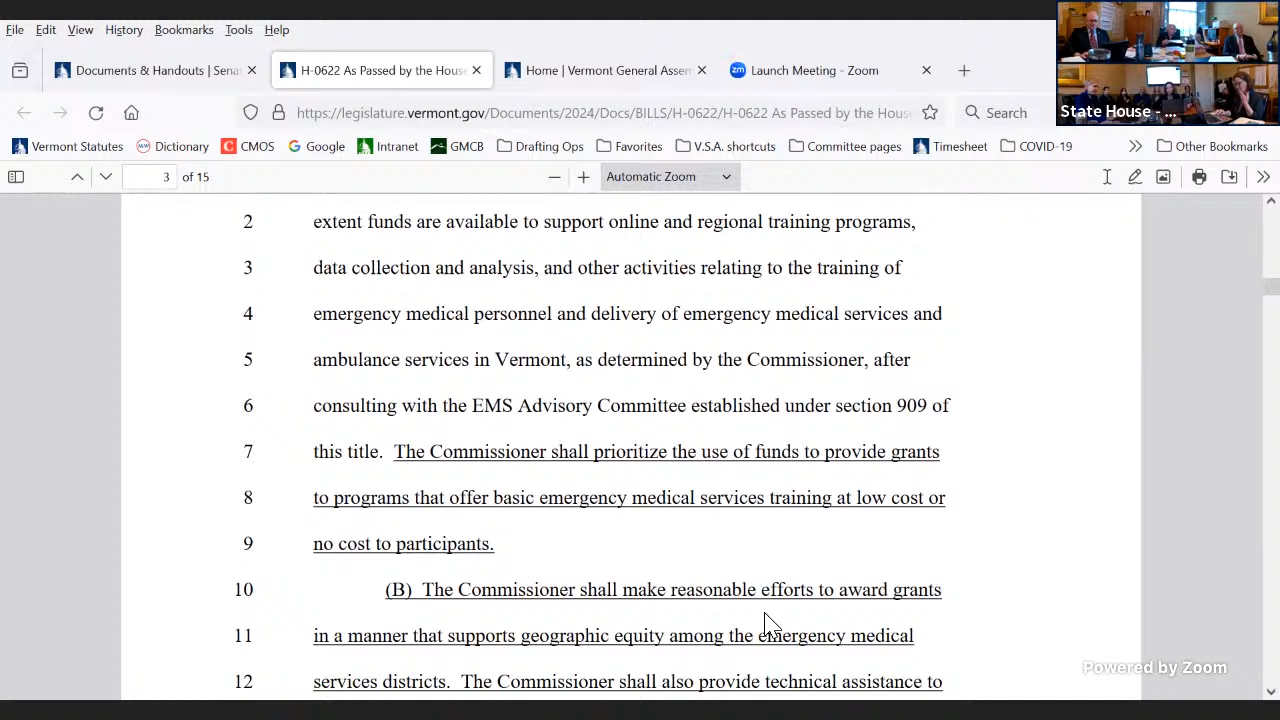 File Edit View History Bookmarks Tools Help
Documents & Handouts | Sena
H-0622 As Passed by the House
Home | Vermont General Assem
zm Launch Meeting - Zoom
https://legislature.vermont.gov/Documents/2024/Docs/BILLS/H-0622/H-0622 As Passed by the Hous
Search
Vermont Statutes Dictionary C CMOS Google Intranet GMCB Drafting Ops Favorites V.S.A. shortcuts Committee pages Timesheet COVID-19 Other Bookmarks
3 of 15
Automatic Zoom
State House - ...
2 extent funds are available to support online and regional training programs,
3 data collection and analysis, and other activities relating to the training of
4 emergency medical personnel and delivery of emergency medical services and
5 ambulance services in Vermont, as determined by the Commissioner, after
6 consulting with the EMS Advisory Committee established under section 909 of
7 this title. The Commissioner shall prioritize the use of funds to provide grants
8 to programs that offer basic emergency medical services training at low cost or
9 no cost to participants.
10 (B) The Commissioner shall make reasonable efforts to award grants
11 in a manner that supports geographic equity among the emergency medical
12 services districts. The Commissioner shall also provide technical assistance to
Powered by Zoom